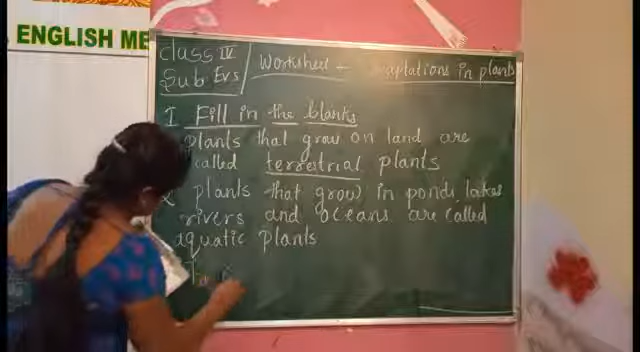 ENGLISH ME
Class IV
Sub Evs
Worksheet - in plants
I Fill in the blanks
plants that grow on land are
called terrestrial plants
plants that grow in ponds, lakes
rivers and oceans are called
aquatic plants